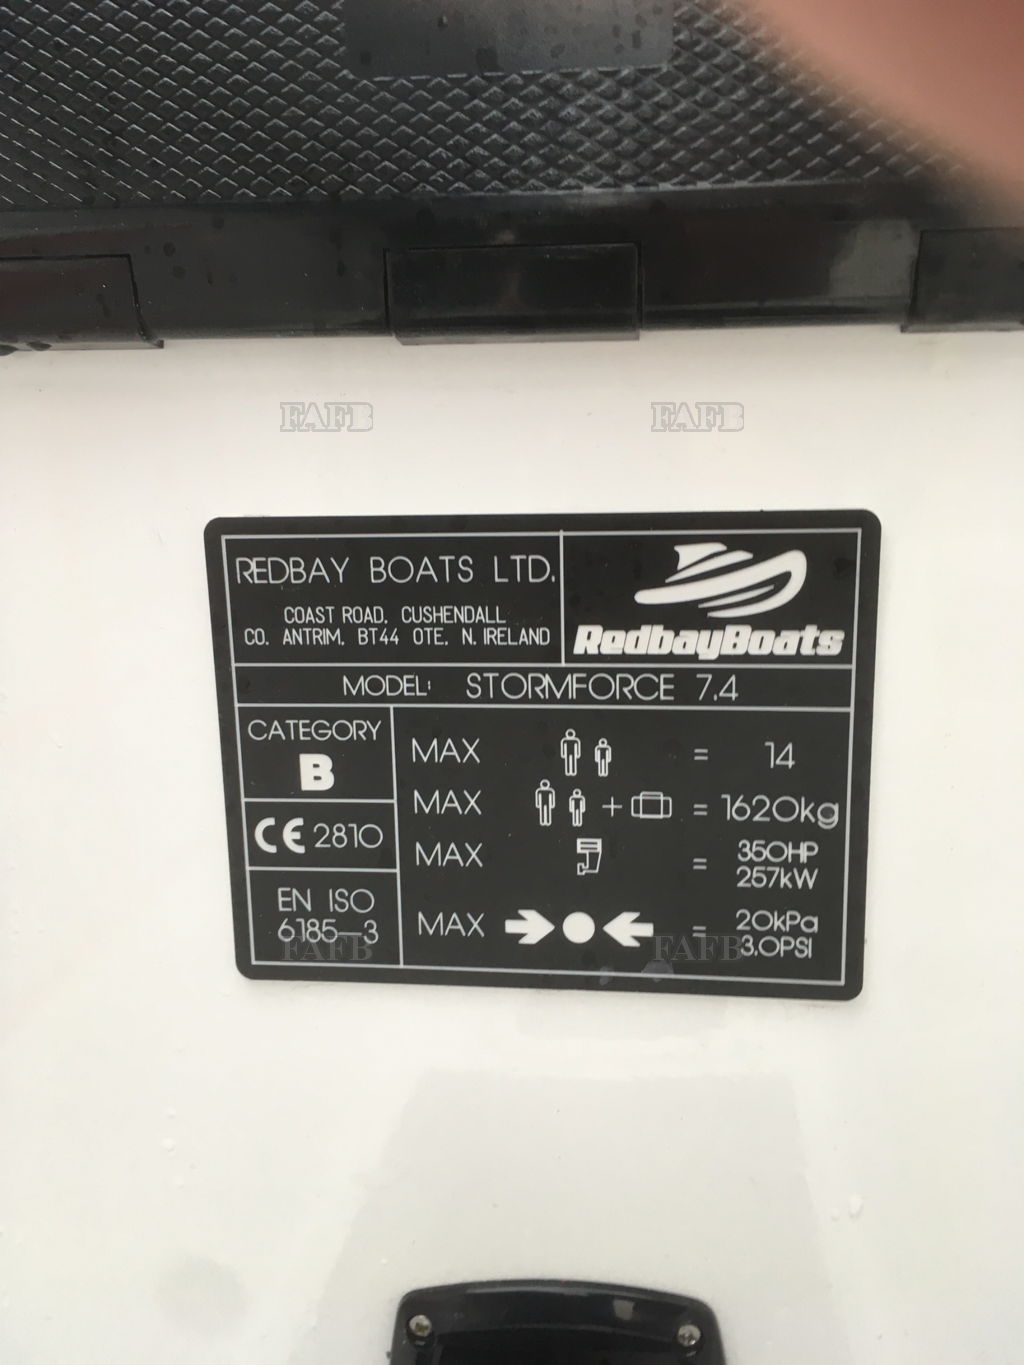 FAFB FAFB
REDBAY BOATS LTD.
COAST ROAD, CUSHENDALL
CO. ANTRIM. BT44 OTE. N. IRELAND
RedbayBoats
MODEL: STORMFORCE 7.4
CATEGORY
B
CE 2810
EN ISO
6185-3
MAX = 14
MAX + = 1620kg
MAX = 350HP
257kW
MAX = 20kPa
3.0PSI
FAFB FAFB